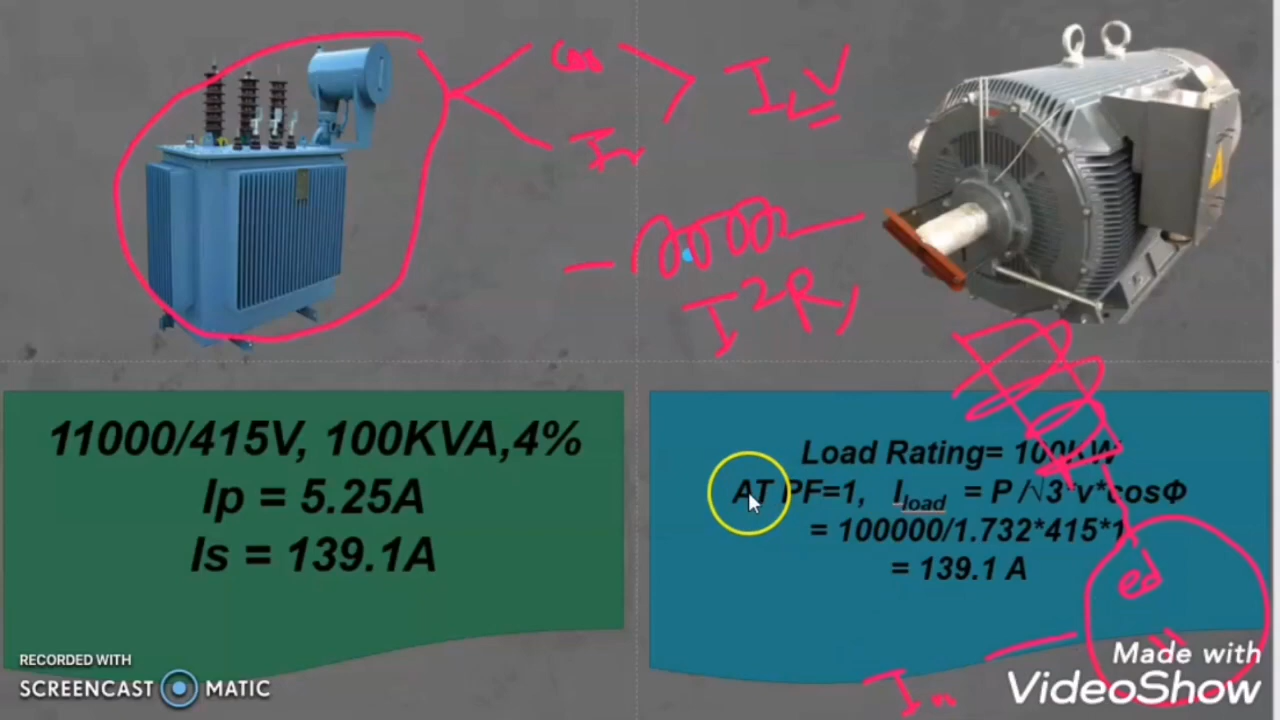 I²R
11000/415V, 100KVA,4%
Ip = 5.25A
Is = 139.1A
Load Rating= 100KW
AT PF=1, Iload = P /√3*v*cosΦ
= 100000/1.732*415*1
= 139.1 A
RECORDED WITH
SCREENCAST MATIC
Made with
VideoShow